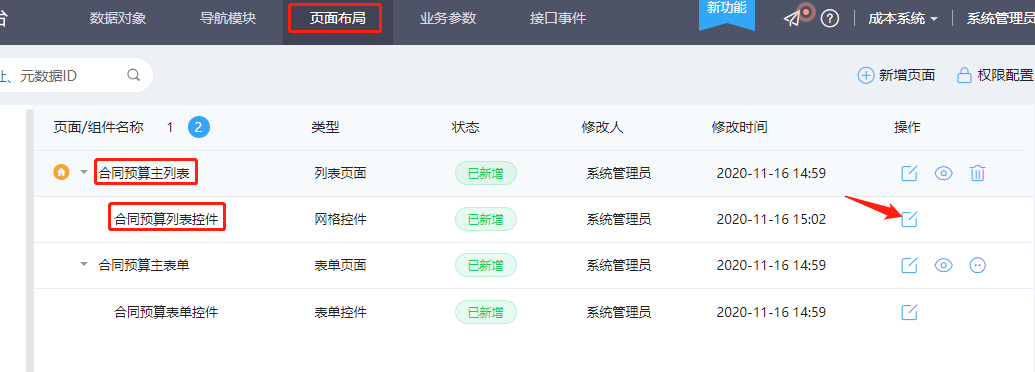 台 数据对象 导航模块 页面布局 业务参数 接口事件 新功能 成本系统 系统管理员
、元数据ID 新增页面 权限配置
页面/组件名称 1 2 类型 状态 修改人 修改时间 操作
合同预算主列表 列表页面 已新增 系统管理员 2020-11-16 14:59
合同预算列表控件 网格控件 已新增 系统管理员 2020-11-16 15:02
合同预算主表单 表单页面 已新增 系统管理员 2020-11-16 14:59
合同预算表单控件 表单控件 已新增 系统管理员 2020-11-16 14:59